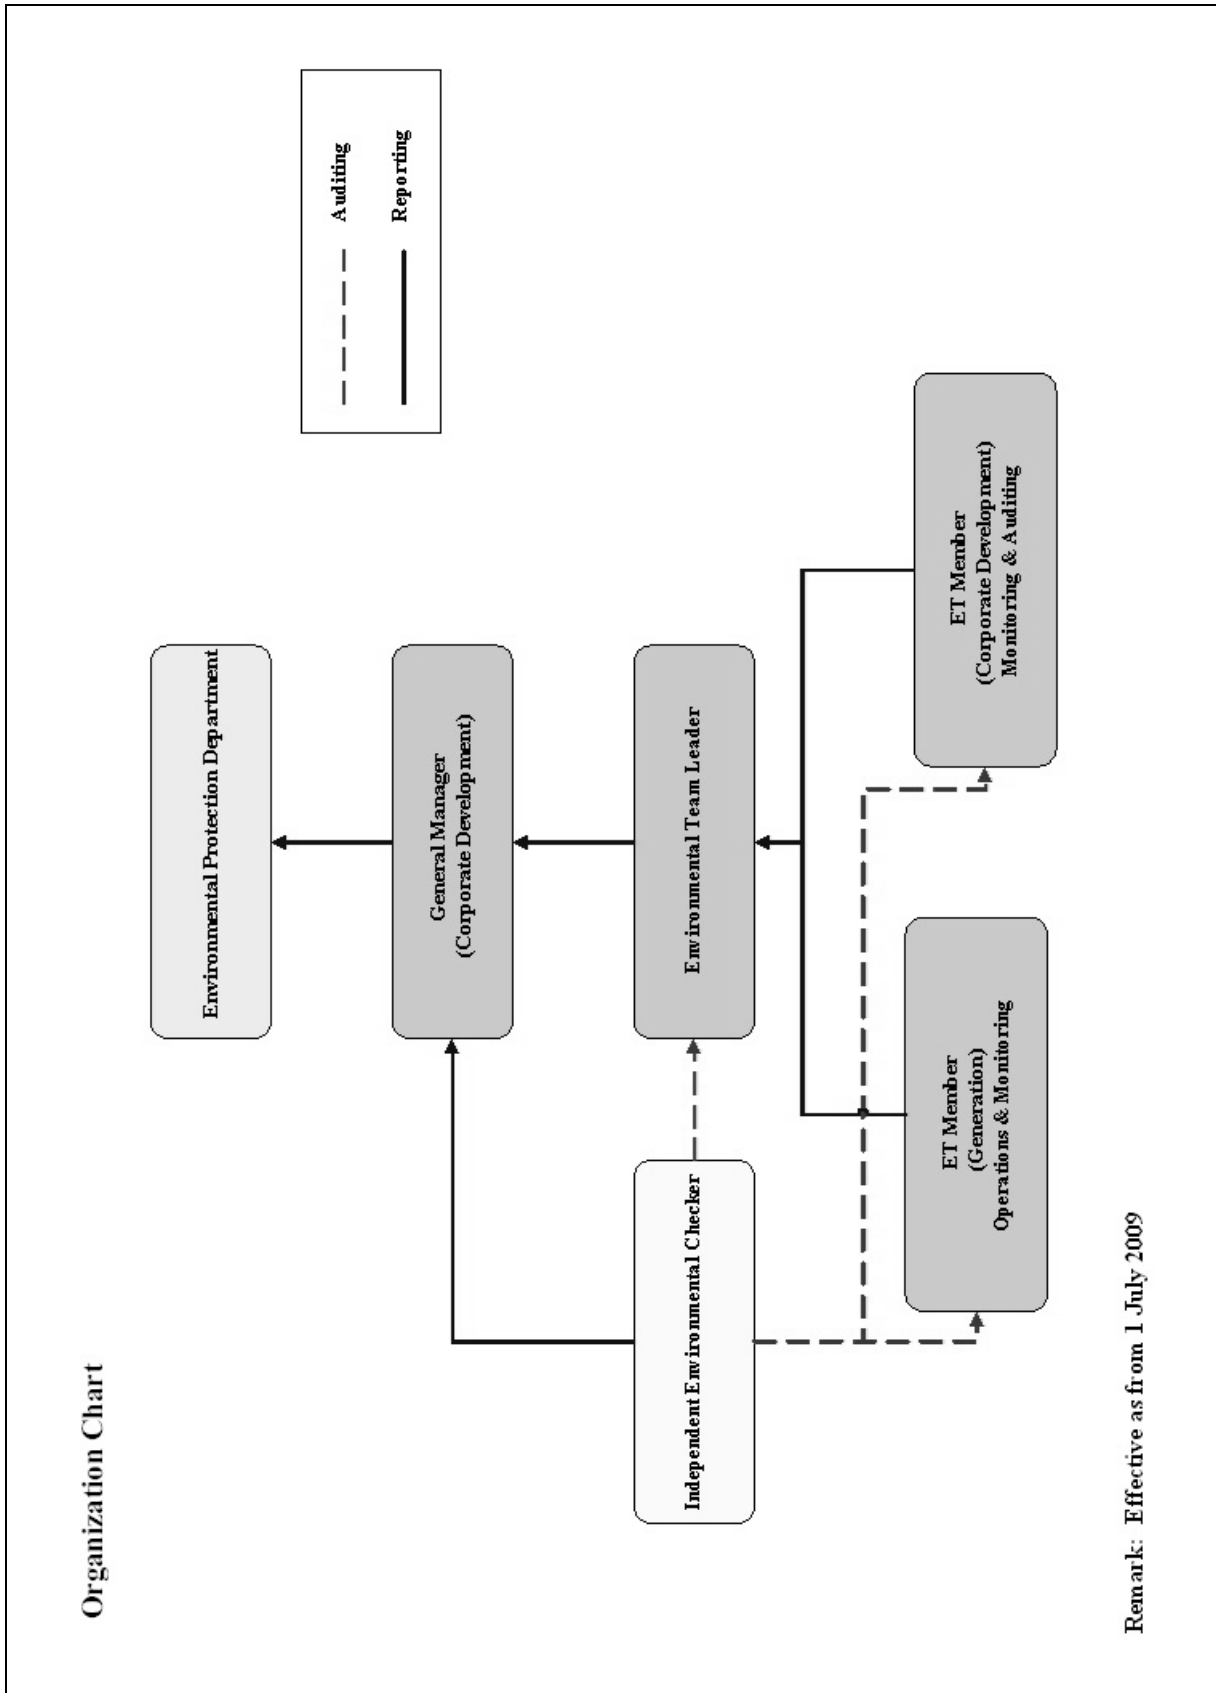 Organization Chart
Auditing
Reporting
Environmental Protection Department
General Manager
(Corporate Development)
Independent Environmental Checker
Environmental Team Leader
ET Member
(Generation)
Operations & Monitoring
ET Member
(Corporate Development)
Monitoring & Auditing
Remark: Effective as from 1 July 2009